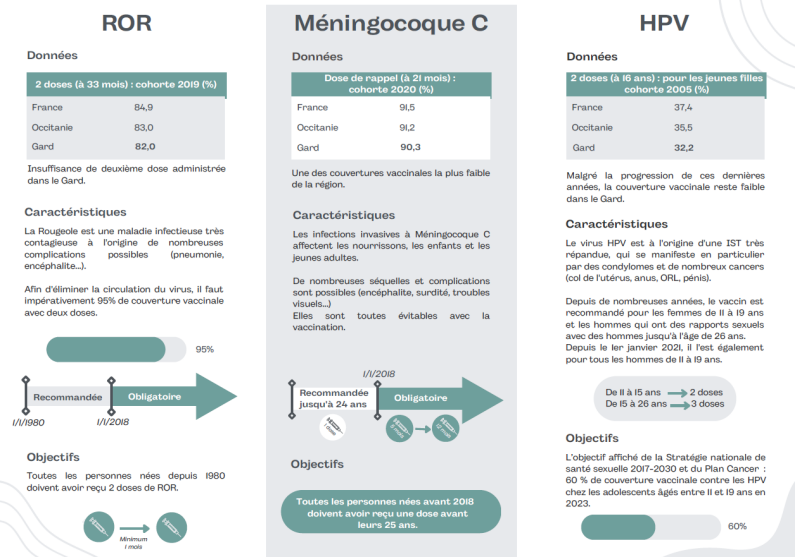 ROR
Données
2 doses (à 33 mois) : cohorte 2019 (%)
France 84,9
Occitanie 83,0
Gard 82,0
Insuffisance de deuxième dose administrée
dans le Gard.
Caractéristiques
La Rougeole est une maladie infectieuse très
contagieuse à l'origine de nombreuses
complications possibles (pneumonie,
encéphalite...).
Afin d'éliminer la circulation du virus, il faut
impérativement 95% de couverture vaccinale
avec deux doses.
95%
Recommandée
Obligatoire
1/1/1980
1/1/2018
Objectifs
Toutes les personnes nées depuis 1980
doivent avoir reçu 2 doses de ROR.
Minimum
1 mois
Méningocoque C
Données
Dose de rappel (à 21 mois) :
cohorte 2020 (%)
France 91,5
Occitanie 91,2
Gard 90,3
Une des couvertures vaccinales la plus faible
de la région.
Caractéristiques
Les infections invasives à Méningocoque C
affectent les nourrissons, les enfants et les
jeunes adultes.
De nombreuses séquelles et complications
sont possibles (encéphalite, surdité, troubles
visuels...)
Elles sont toutes évitables avec la
vaccination.
1/1/2018
Recommandée
jusqu'à 24 ans
Obligatoire
1 dose
5 mois
12 mois
Objectifs
Toutes les personnes nées avant 2018
doivent avoir reçu une dose avant
leurs 25 ans.
HPV
Données
2 doses (à 16 ans) : pour les jeunes filles
cohorte 2005 (%)
France 37,4
Occitanie 35,5
Gard 32,2
Malgré la progression de ces dernières
années, la couverture vaccinale reste faible
dans le Gard.
Caractéristiques
Le virus HPV est à l'origine d'une IST très
répandue, qui se manifeste en particulier
par des condylomes et de nombreux cancers
(col de l'utérus, anus, ORL, pénis).
Depuis de nombreuses années, le vaccin est
recommandé pour les femmes de 11 à 19 ans
et les hommes qui ont des rapports sexuels
avec des hommes jusqu'à l'âge de 26 ans.
Depuis le 1er janvier 2021, il l'est également
pour tous les hommes de 11 à 19 ans.
De 11 à 15 ans → 2 doses
De 15 à 26 ans → 3 doses
Objectifs
L'objectif affiché de la Stratégie nationale de
santé sexuelle 2017-2030 et du Plan Cancer :
60 % de couverture vaccinale contre les HPV
chez les adolescents âgés entre 11 et 19 ans en
2023.
60%